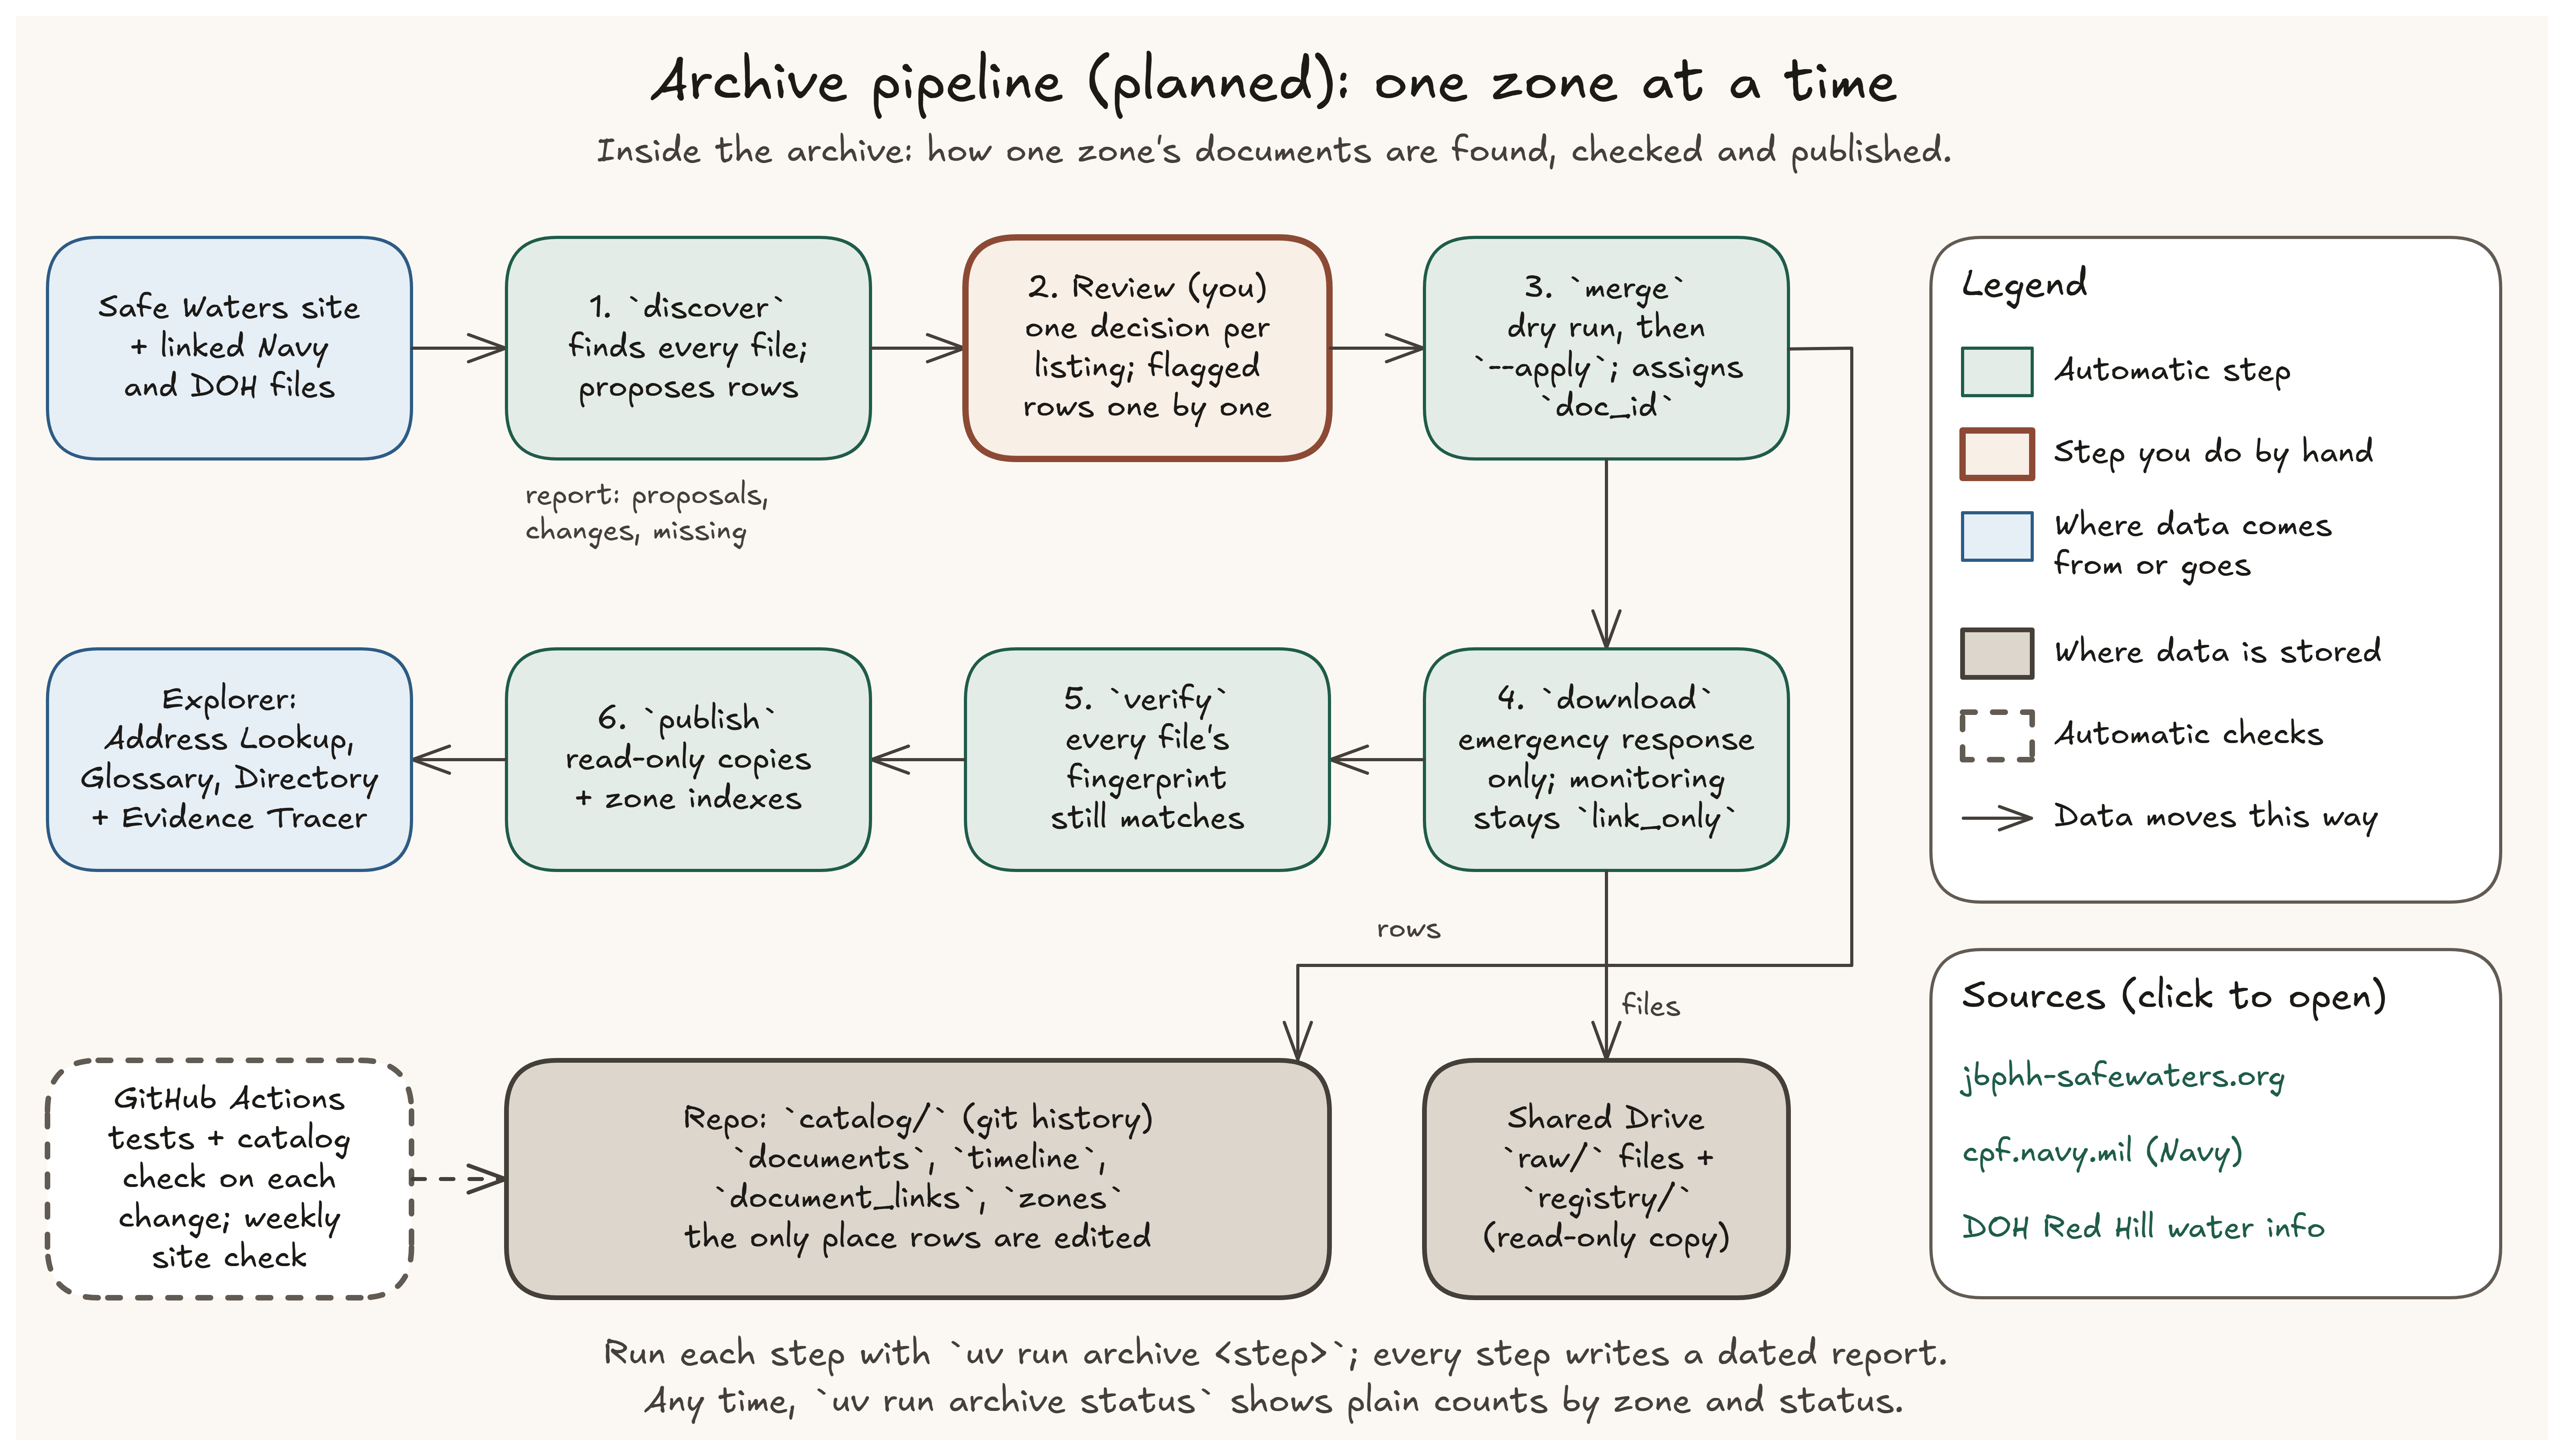 Archive pipeline (planned): one zone at a time
Inside the archive: how one zone's documents are found, checked and published.
Safe Waters site
+ linked Navy
and DOH files
1. `discover`
finds every file;
proposes rows
report: proposals,
changes, missing
2. Review (you)
one decision per
listing; flagged
rows one by one
3. `merge`
dry run, then
`--apply`; assigns
`doc_id`
4. `download`
emergency response
only; monitoring
stays `link_only`
5. `verify`
every file's
fingerprint
still matches
6. `publish`
read-only copies
+ zone indexes
Explorer:
Address Lookup,
Glossary, Directory
+ Evidence Tracer
rows
files
GitHub Actions
tests + catalog
check on each
change; weekly
site check
Repo: `catalog/` (git history)
`documents`, `timeline`,
`document_links`, `zones`
the only place rows are edited
Shared Drive
`raw/` files +
`registry/`
(read-only copy)
Legend
Automatic step
Step you do by hand
Where data comes
from or goes
Where data is stored
Automatic checks
Data moves this way
Sources (click to open)
jbphh-safewaters.org
cpf.navy.mil (Navy)
DOH Red Hill water info
Run each step with `uv run archive <step>`; every step writes a dated report.
Any time, `uv run archive status` shows plain counts by zone and status.